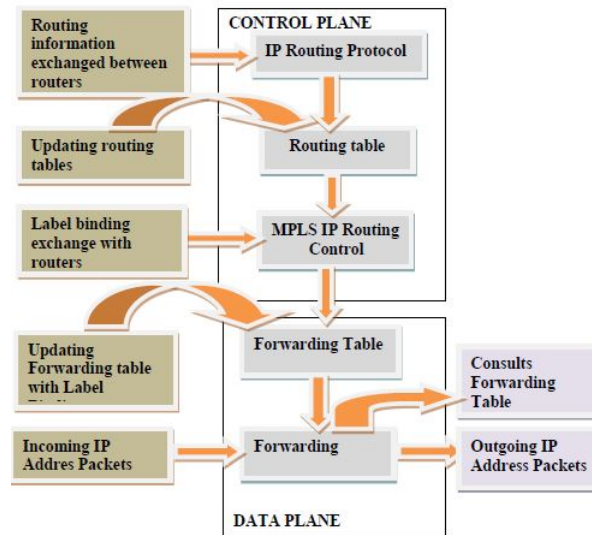 Routing
information
exchanged between
routers
CONTROL PLANE
IP Routing Protocol
Updating routing
tables
Routing table
Label binding
exchange with
routers
MPLS IP Routing
Control
Updating
Forwarding table
with Label
Forwarding Table
Consults
Forwarding
Table
Incoming IP
Addres Packets
Forwarding
Outgoing IP
Address Packets
DATA PLANE